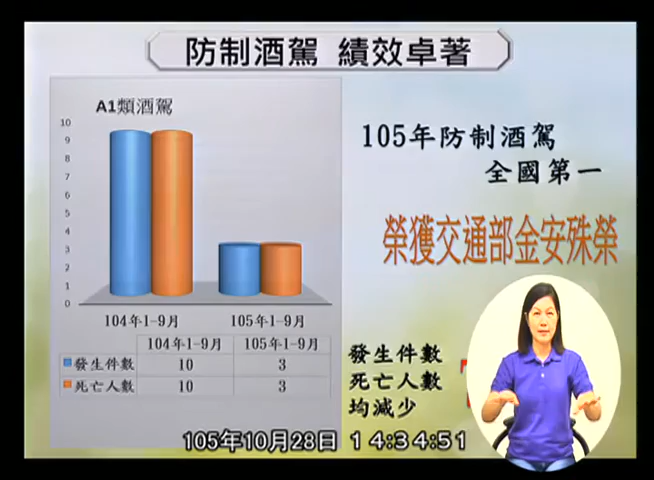 防制酒駕 績效卓著
A1類酒駕
10
9
8
7
6
5
4
3
2
1
0
104年1-9月 105年1-9月
104年1-9月 105年1-9月
發生件數 10 3
死亡人數 10 3
105年防制酒駕
全國第一
榮獲交通部金安殊榮
發生件數
死亡人數
均減少
105年10月28日 14:34:51